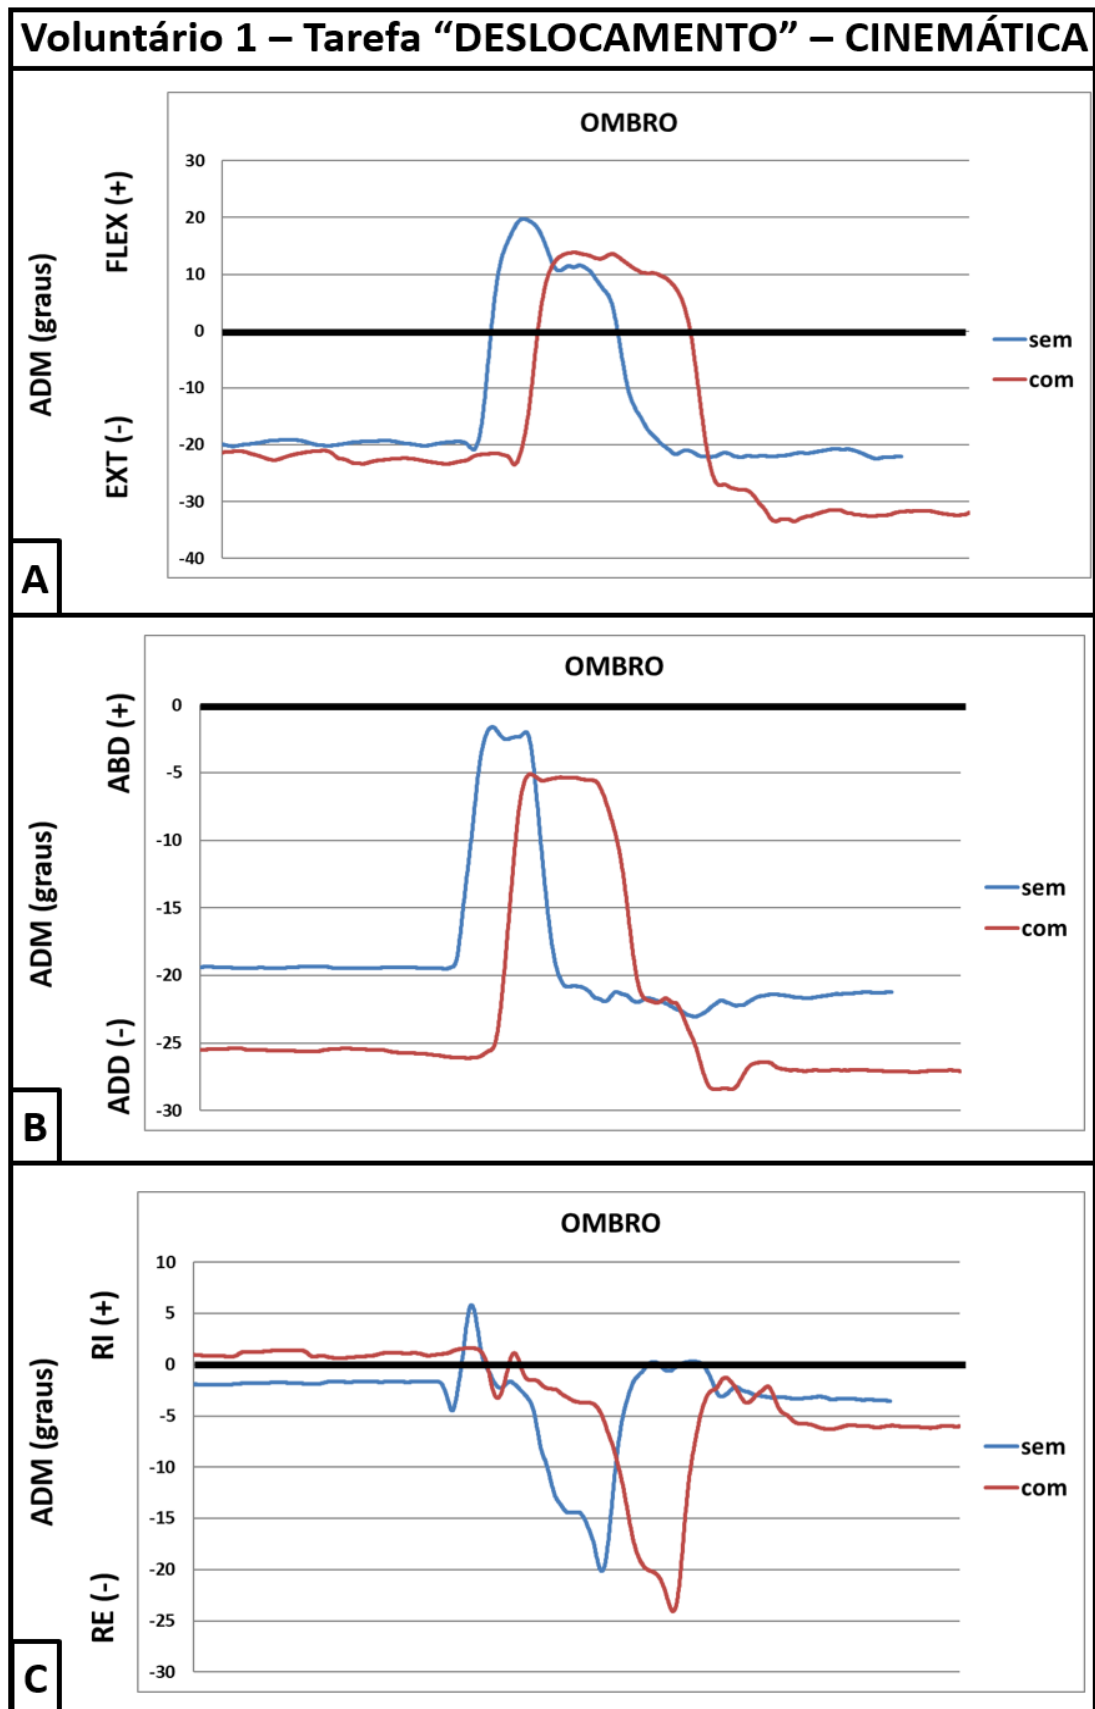 Voluntário 1 – Tarefa “DESLOCAMENTO” – CINEMÁTICA
OMBRO
ADM (graus)
FLEX (+)
EXT (-)
30
20
10
0
-10
-20
-30
-40
sem
com
A
OMBRO
ADM (graus)
ABD (+)
ADD (-)
0
-5
-10
-15
-20
-25
-30
sem
com
B
OMBRO
ADM (graus)
RI (+)
RE (-)
10
5
0
-5
-10
-15
-20
-25
-30
sem
com
C